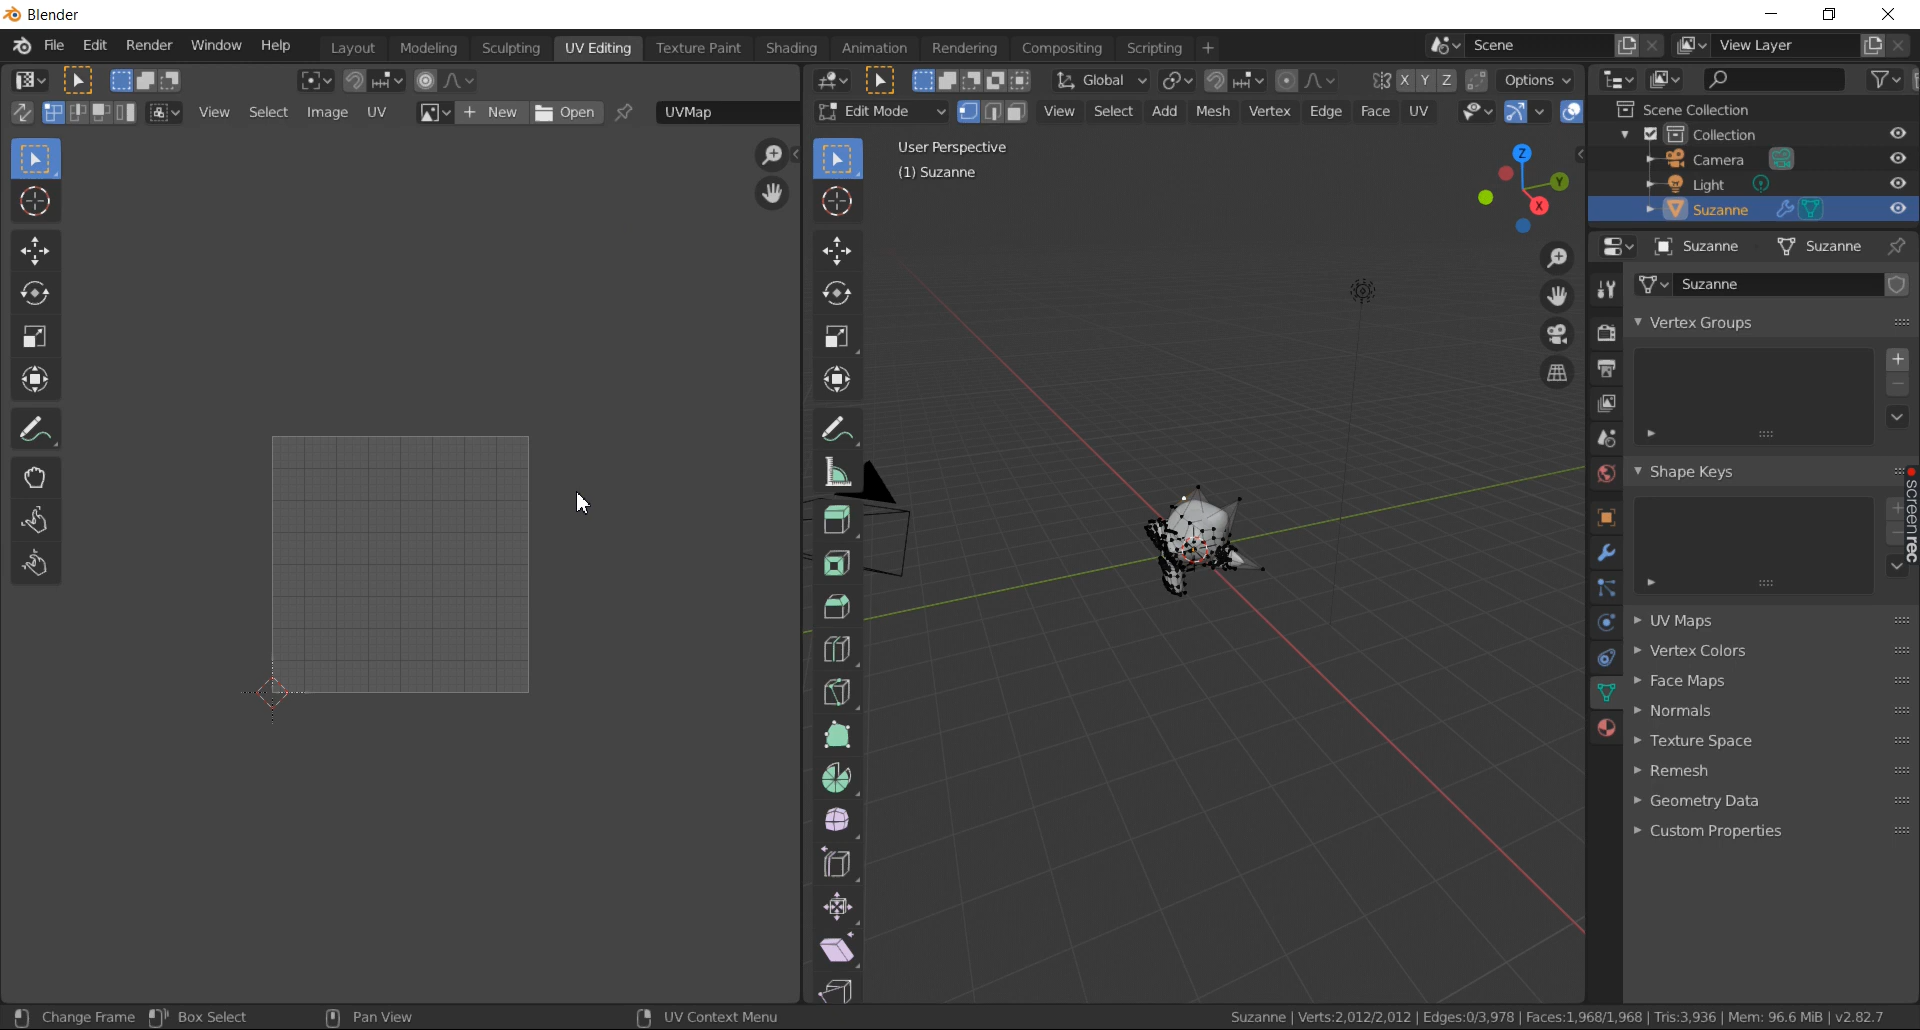 Blender
File Edit Render Window Help Layout Modeling Sculpting UV Editing Texture Paint Shading Animation Rendering Compositing Scripting + Scene View Layer
Global X Y Z Options
View Select Image UV + New Open UVMap
Edit Mode View Select Add Mesh Vertex Edge Face UV
User Perspective
(1) Suzanne
Z
Y
X
Scene Collection
Collection
Camera
Light
Suzanne
Suzanne Suzanne
Suzanne
Vertex Groups
Shape Keys
screenrec
UV Maps
Vertex Colors
Face Maps
Normals
Texture Space
Remesh
Geometry Data
Custom Properties
Change Frame Box Select Pan View UV Context Menu Suzanne | Verts:2,012/2,012 | Edges:0/3,978 | Faces:1,968/1,968 | Tris:3,936 | Mem: 96.6 MiB | v2.82.7